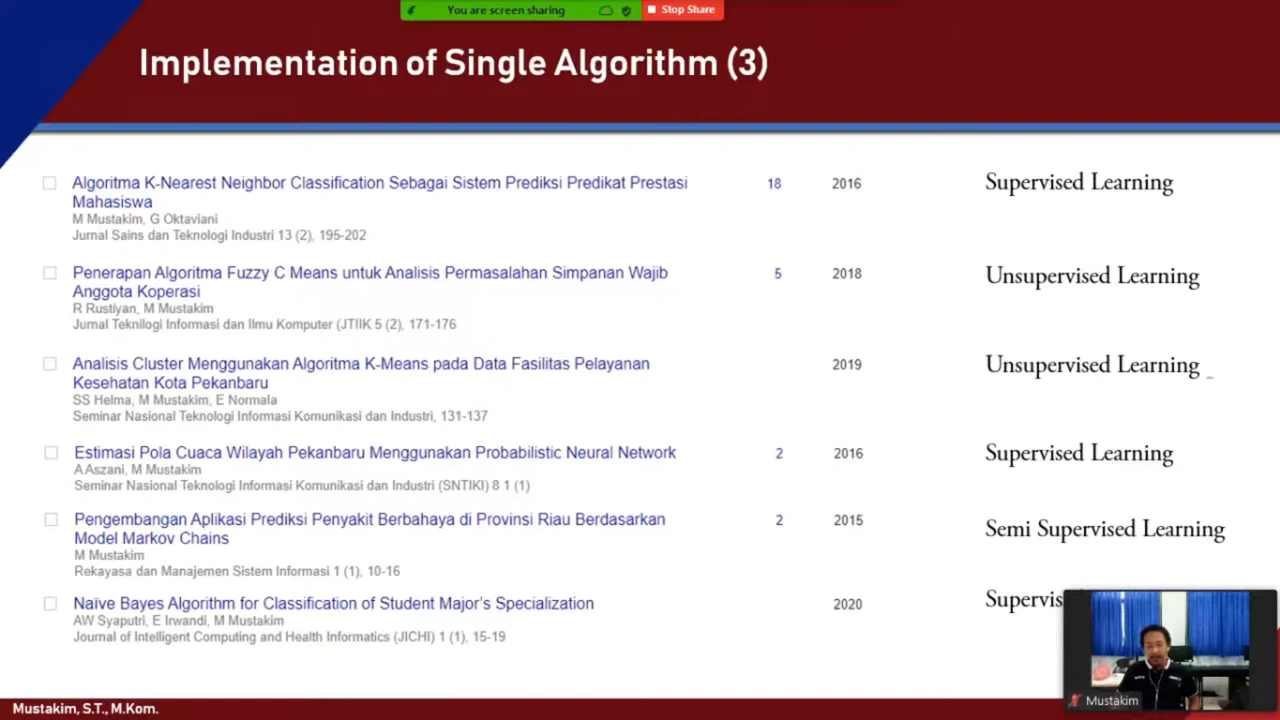 You are screen sharing Stop Share
Implementation of Single Algorithm (3)
Algoritma K-Nearest Neighbor Classification Sebagai Sistem Prediksi Predikat Prestasi 18 2016 Supervised Learning
Mahasiswa
M Mustakim, G Oktaviani
Jurnal Sains dan Teknologi Industri 13 (2), 195-202
Penerapan Algoritma Fuzzy C Means untuk Analisis Permasalahan Simpanan Wajib 5 2018 Unsupervised Learning
Anggota Koperasi
R Rustiyan, M Mustakim
Jurnal Teknilogi Informasi dan Ilmu Komputer (JTIIK 5 (2), 171-176
Analisis Cluster Menggunakan Algoritma K-Means pada Data Fasilitas Pelayanan 2019 Unsupervised Learning _
Kesehatan Kota Pekanbaru
SS Helma, M Mustakim, E Normala
Seminar Nasional Teknologi Informasi Komunikasi dan Industri, 131-137
Estimasi Pola Cuaca Wilayah Pekanbaru Menggunakan Probabilistic Neural Network 2 2016 Supervised Learning
A Aszani, M Mustakim
Seminar Nasional Teknologi Informasi Komunikasi dan Industri (SNTIKI) 8 1 (1)
Pengembangan Aplikasi Prediksi Penyakit Berbahaya di Provinsi Riau Berdasarkan 2 2015 Semi Supervised Learning
Model Markov Chains
M Mustakim
Rekayasa dan Manajemen Sistem Informasi 1 (1), 10-16
Naïve Bayes Algorithm for Classification of Student Major's Specialization 2020 Supervis
AW Syaputri, E Irwandi, M Mustakim
Journal of Intelligent Computing and Health Informatics (JICHI) 1 (1), 15-19
Mustakim
Mustakim, S.T., M.Kom.